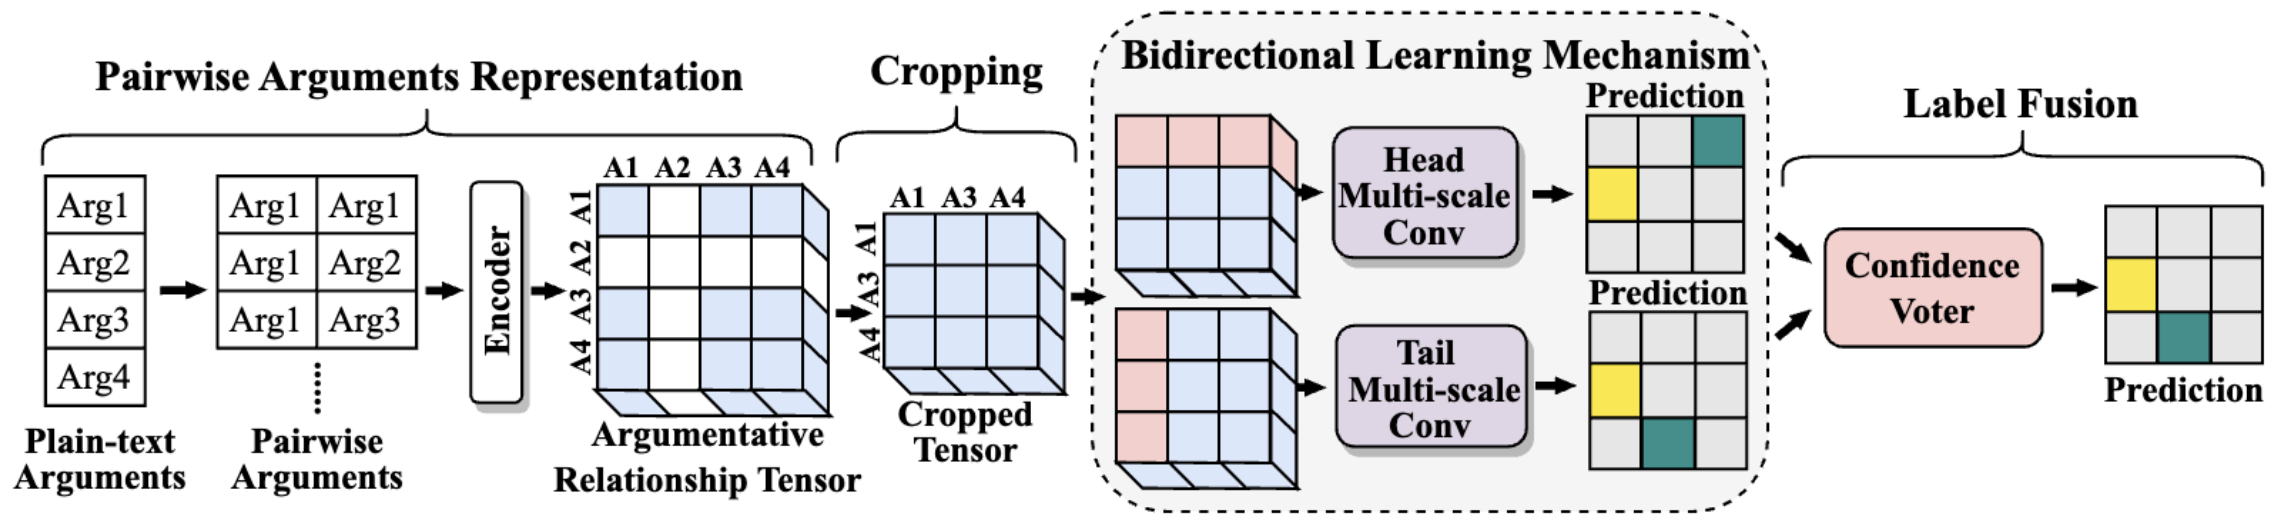 Pairwise Arguments Representation
Arg1
Arg2
Arg3
Arg4
Plain-text
Arguments
Arg1 Arg1
Arg1 Arg2
Arg1 Arg3
Pairwise
Arguments
Encoder
A1 A2 A3 A4
A1
A2
A3
A4
Argumentative
Relationship Tensor
Cropping
A1 A3 A4
A1
A3
A4
Cropped
Tensor
Bidirectional Learning Mechanism
Head
Multi-scale
Conv
Prediction
Tail
Multi-scale
Conv
Prediction
Label Fusion
Confidence
Voter
Prediction